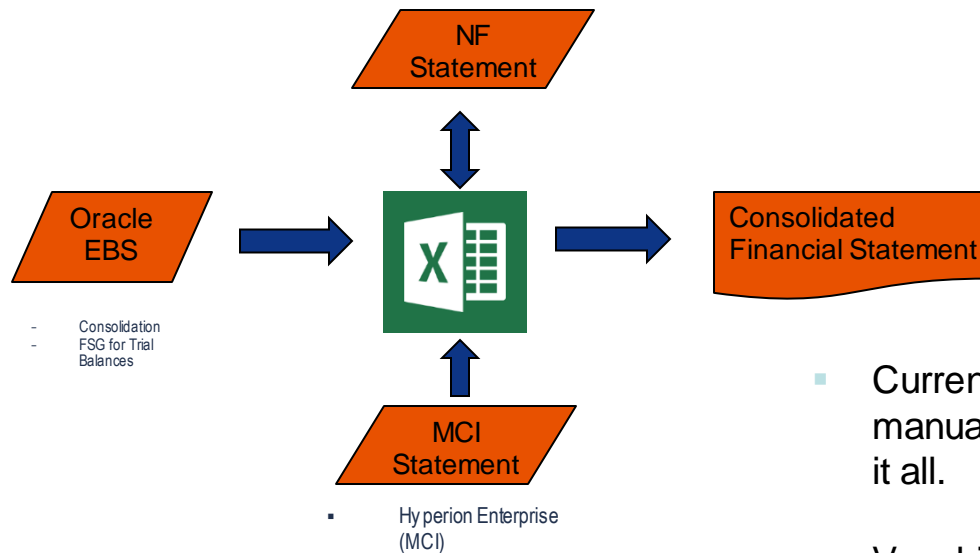 NF
Statement
Oracle
EBS
X
Consolidated
Financial Statement
- Consolidation
- FSG for Trial
Balances
MCI
Statement
▪ Hyperion Enterprise
(MCI)
▪ Curren
manua
it all.